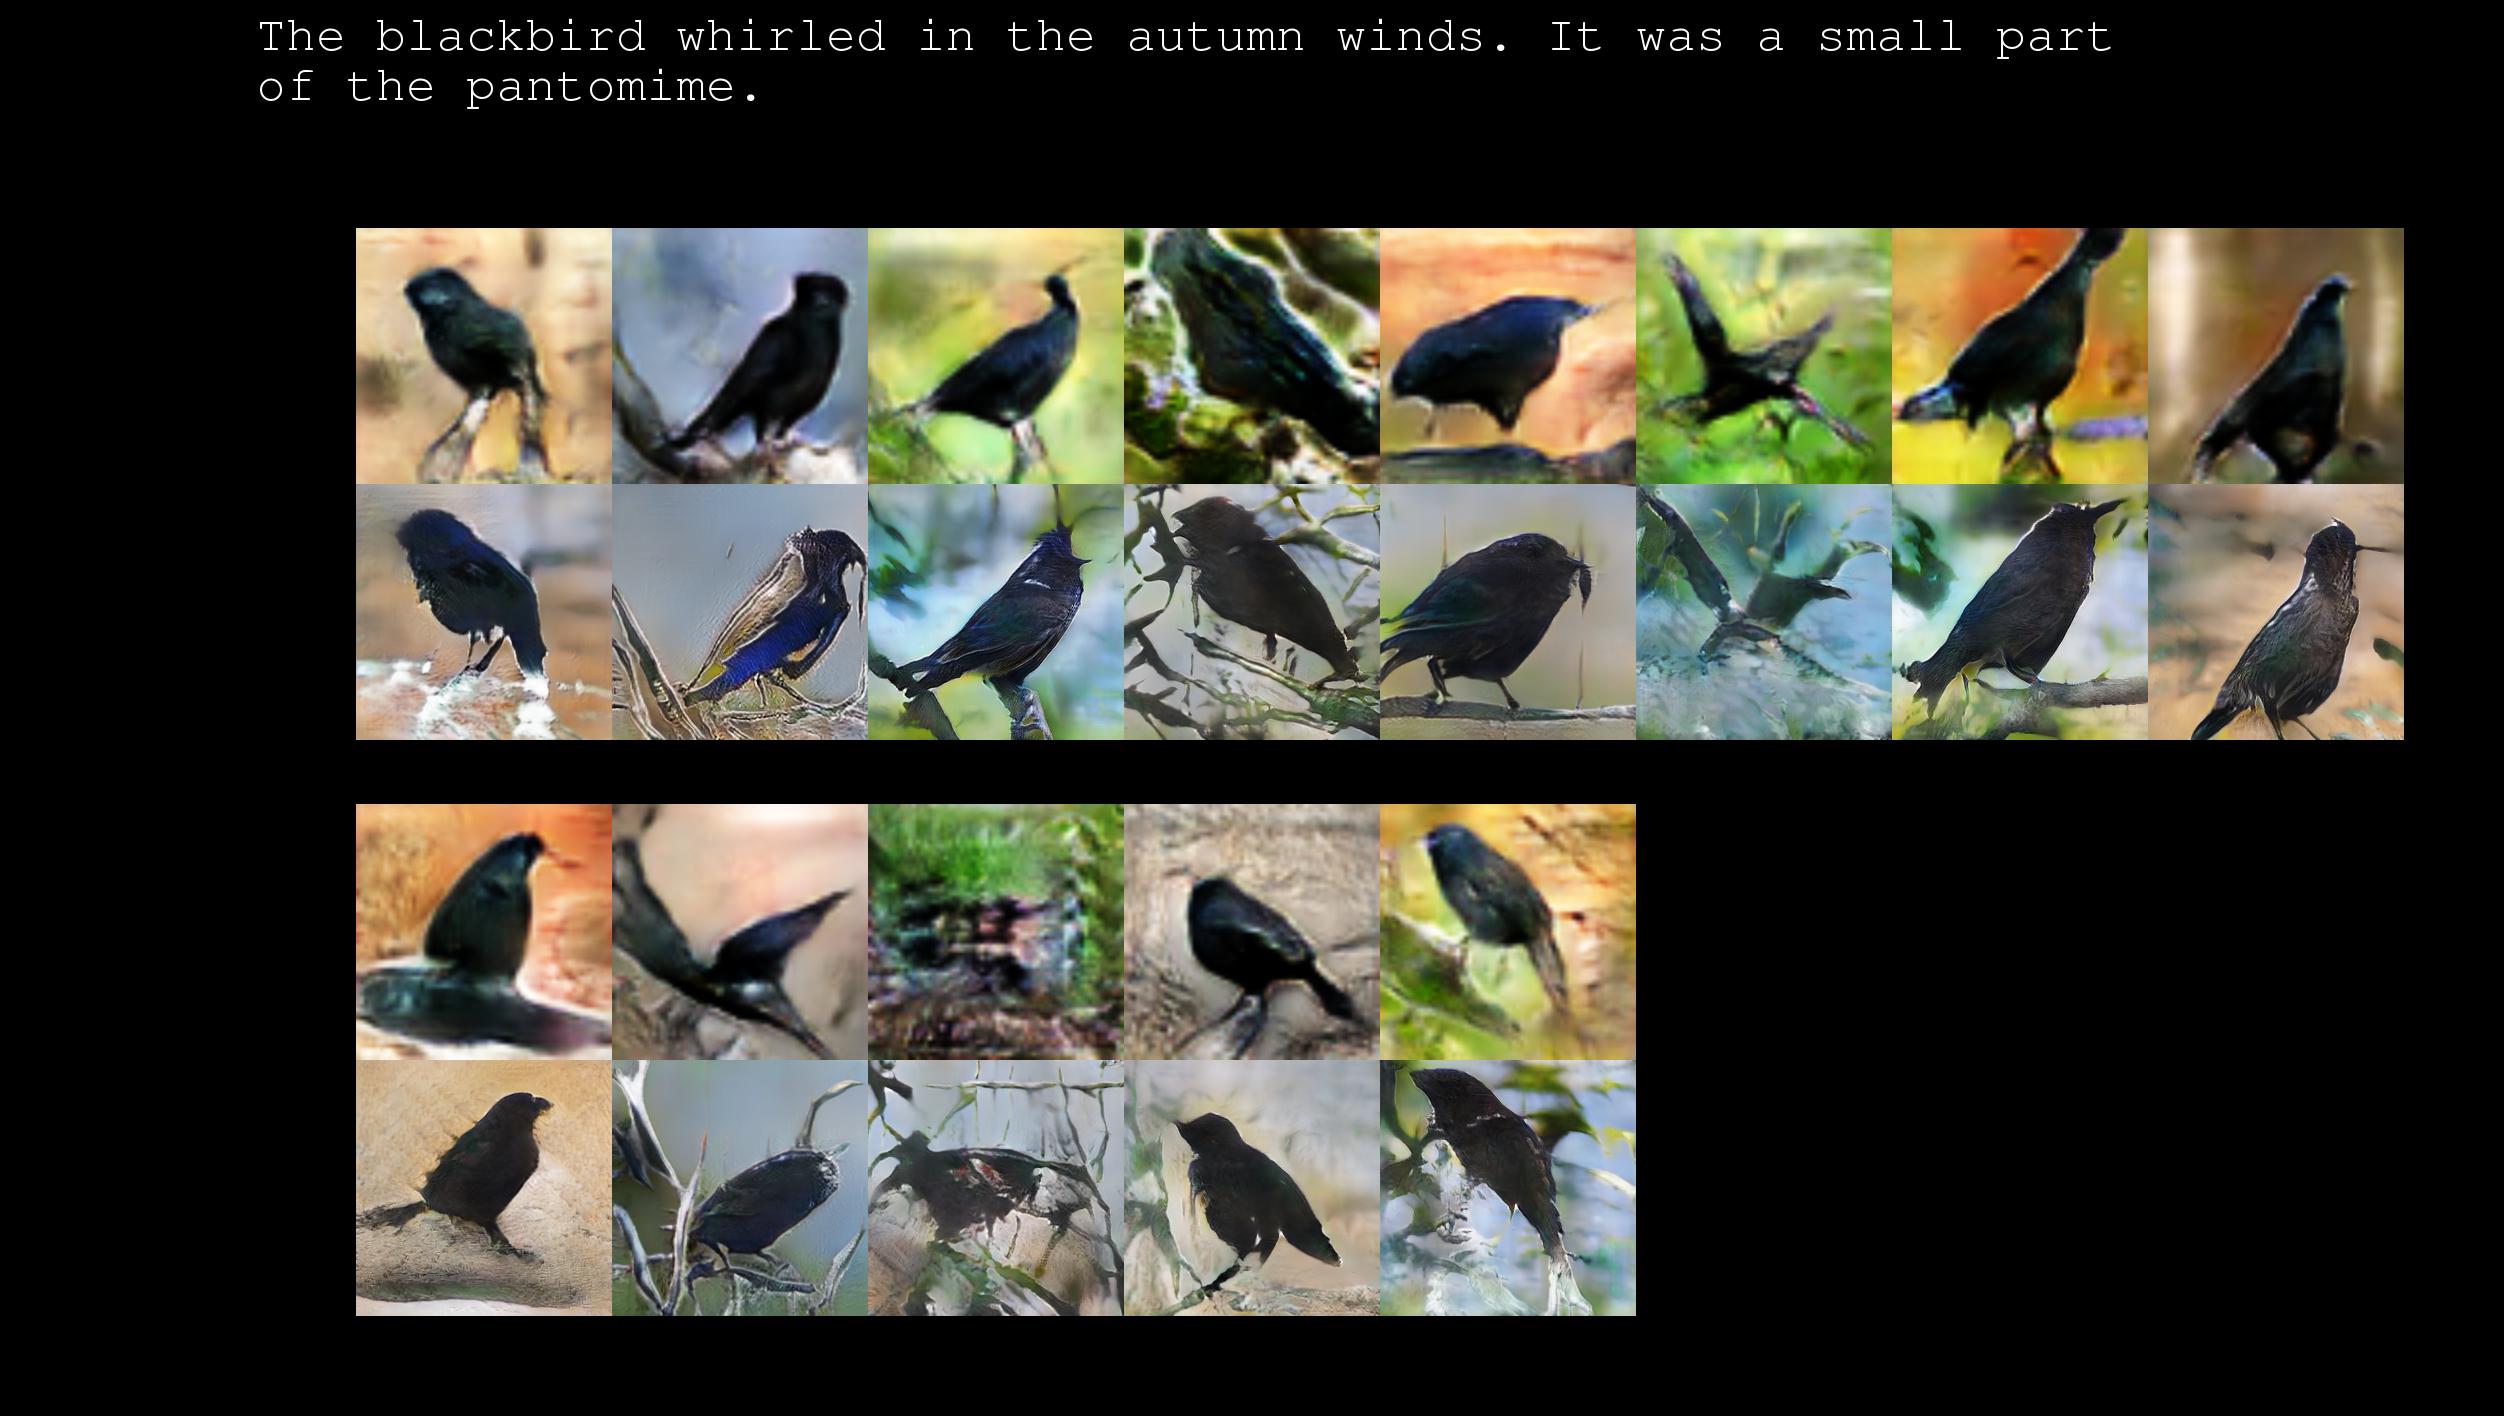 The blackbird whirled in the autumn winds. It was a small part
of the pantomime.